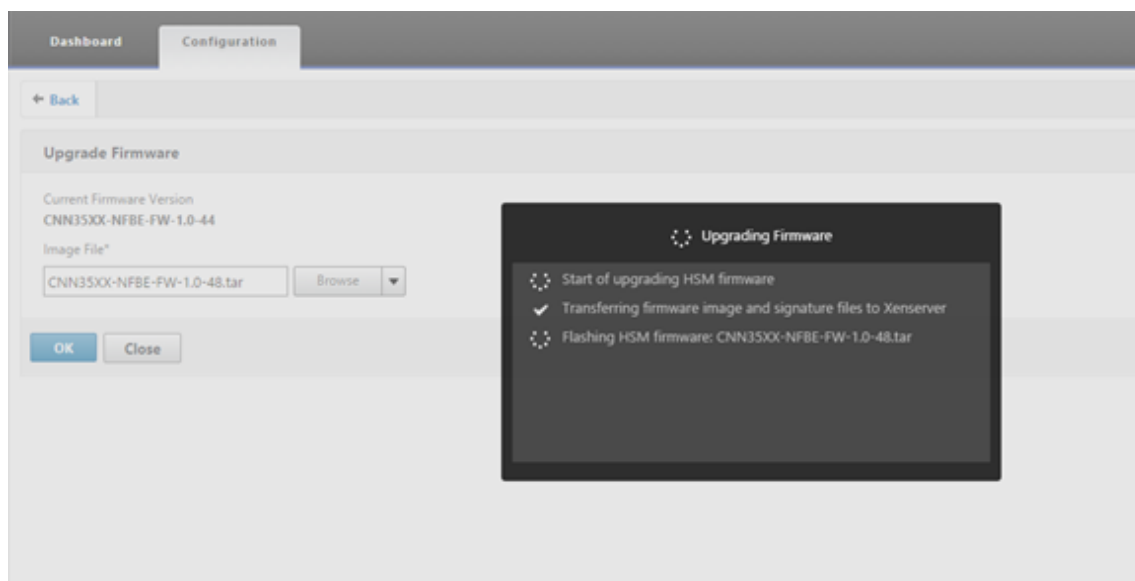 Dashboard
Configuration
← Back
Upgrade Firmware
Current Firmware Version
CNN35XX-NFBE-FW-1.0-44
Image File*
CNN35XX-NFBE-FW-1.0-48.tar
Browse
OK
Close
Upgrading Firmware
Start of upgrading HSM firmware
Transferring firmware image and signature files to Xenserver
Flashing HSM firmware: CNN35XX-NFBE-FW-1.0-48.tar